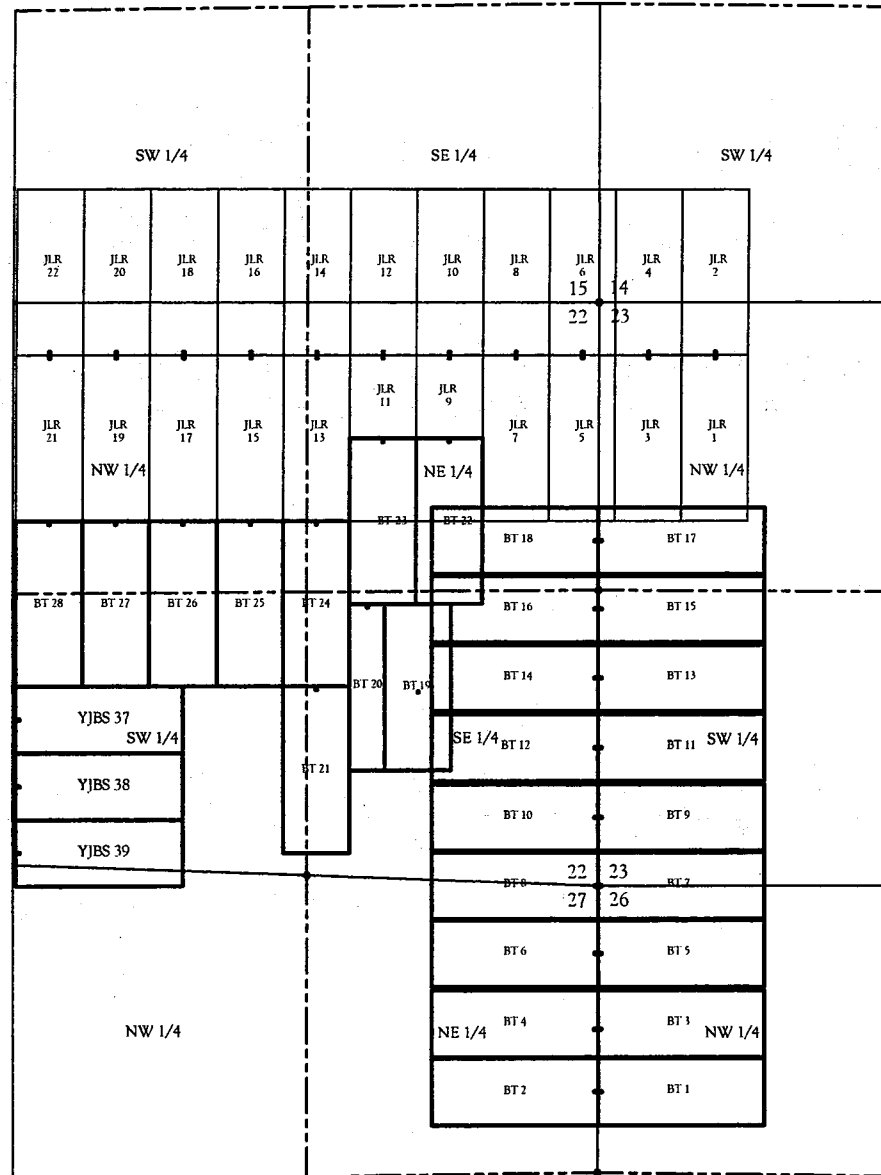 SW 1/4 SE 1/4 SW 1/4
JLR 22
JLR 20
JLR 18
JLR 16
JLR 14
JLR 12
JLR 10
JLR 8
JLR 6
JLR 4
JLR 2
15 14
22 23
JLR 21
JLR 19
JLR 17
JLR 15
JLR 13
JLR 11
JLR 9
JLR 7
JLR 5
JLR 3
JLR 1
NW 1/4 NE 1/4 NW 1/4
BT 23 BT 22 BT 18 BT 17
BT 28 BT 27 BT 26 BT 25 BT 24 BT 16 BT 15
BT 20 BT 19 BT 14 BT 13
YJBS 37
SW 1/4 SE 1/4 BT 12 BT 11 SW 1/4
BT 21
YJBS 38
BT 10 BT 9
YJBS 39
22 23
BT 8 BT 7
27 26
BT 6 BT 5
NW 1/4 NE 1/4 BT 4 BT 3 NW 1/4
BT 2 BT 1